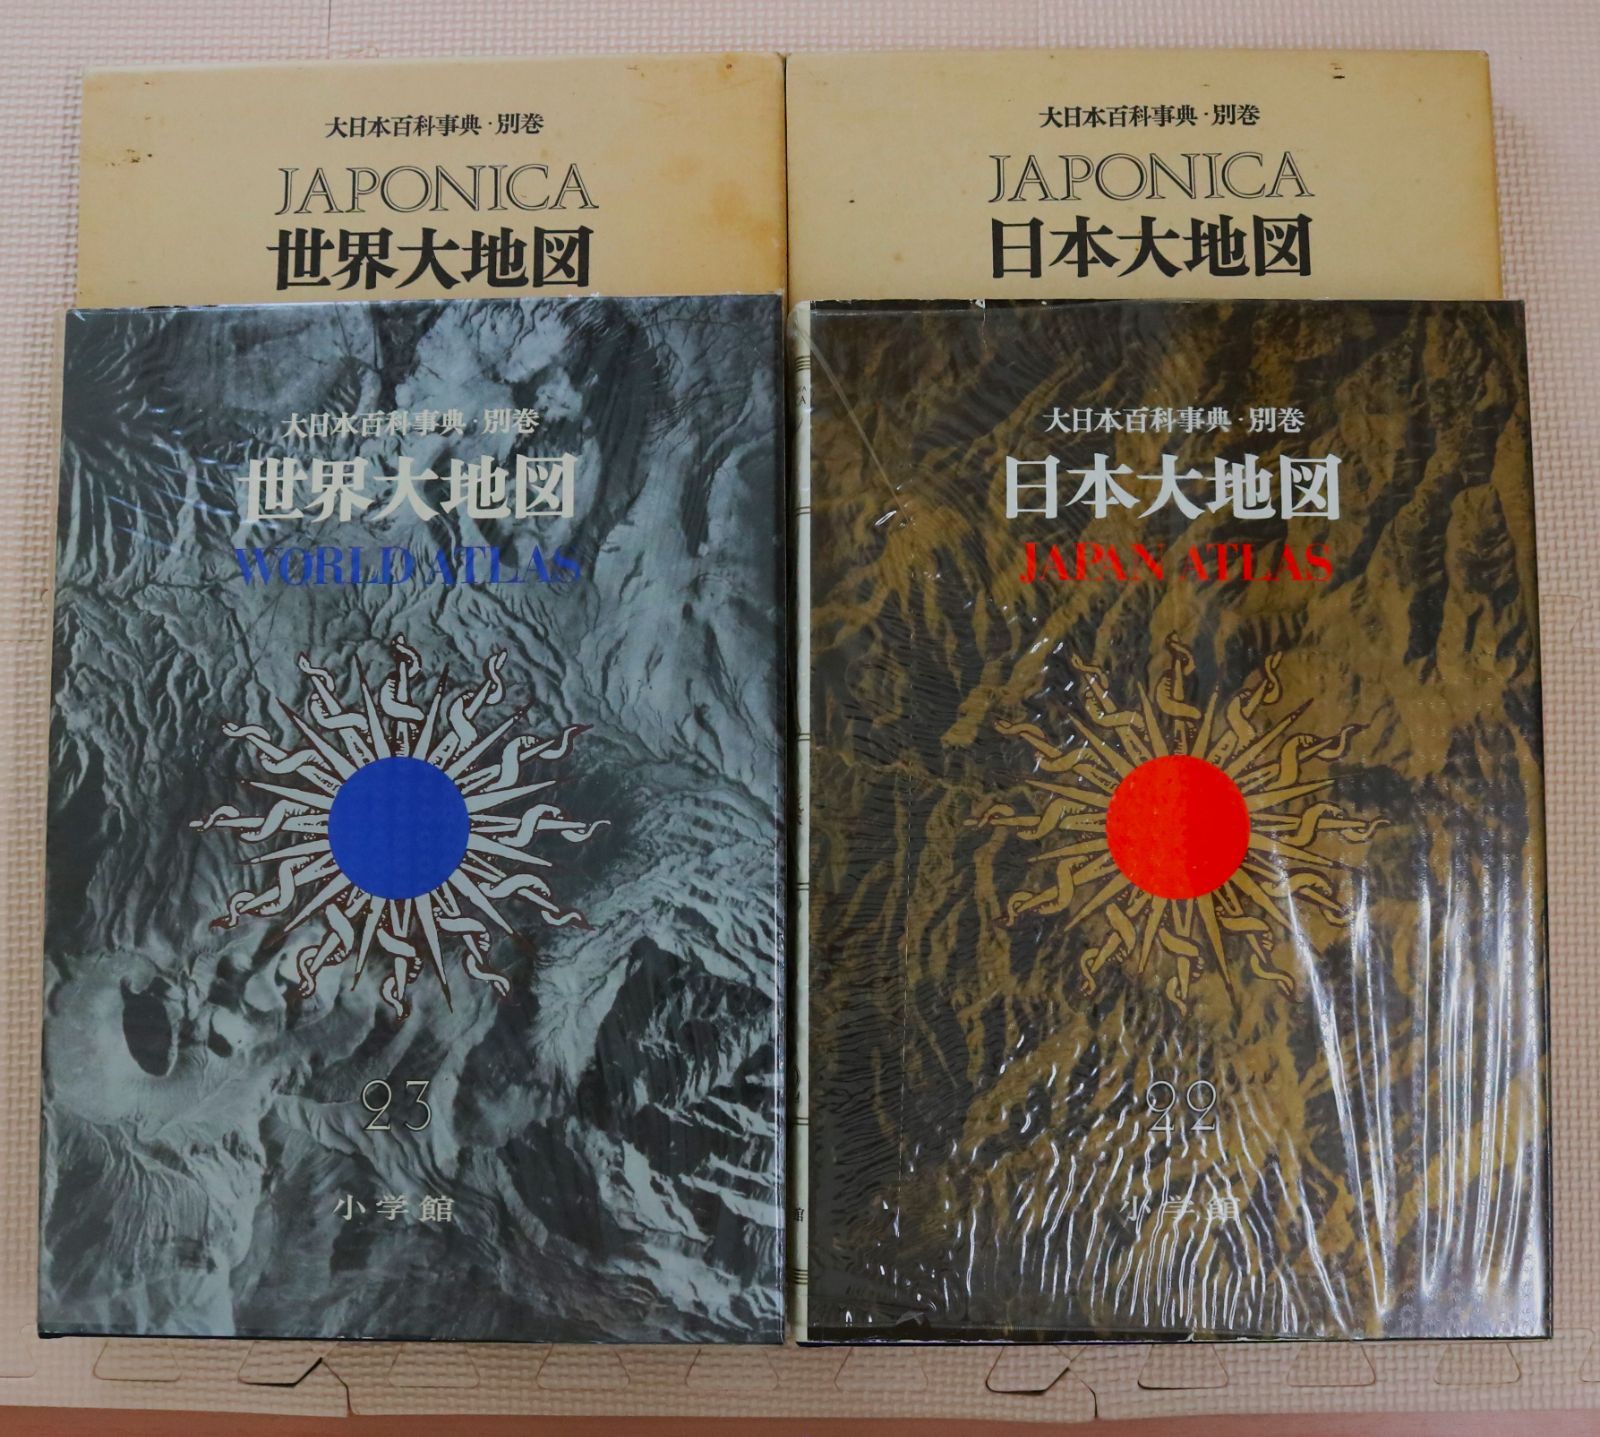 大日本百科事典・別巻
JAPONICA
世界大地図
大日本百科事典・別巻
JAPONICA
日本大地図
大日本百科事典・別巻
世界大地図
WORLD ATLAS
23
小学館
大日本百科事典・別巻
日本大地図
JAPAN ATLAS
22
小学館
館